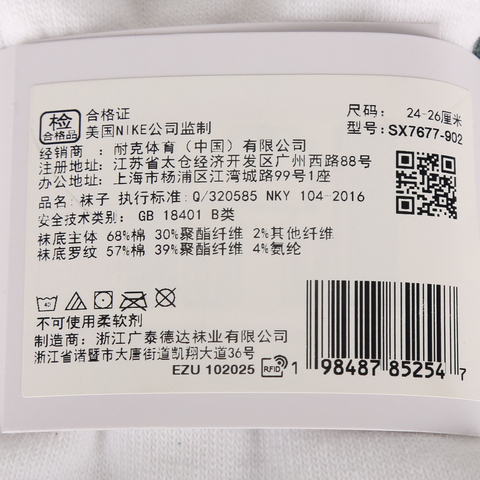 检
合格品
合格证
美国NIKE公司监制
尺码： 24-26厘米
型号:SX7677-902
经销商 ： 耐克体育（中国）有限公司
注册地址: 江苏省太仓经济开发区广州西路88号
办公地址: 上海市杨浦区江湾城路99号1座
品名: 袜子 执行标准: Q/320585 NKY 104-2016
安全技术类别: GB 18401 B类
袜底主体 68%棉 30%聚酯纤维 2%其他纤维
袜底罗纹 57%棉 39%聚酯纤维 4%氨纶
40
不可使用柔软剂
制造商： 浙江广泰德达袜业有限公司
浙江省诸暨市大唐街道凯翔大道36号
EZU 102025 RFID
1 98487 85254 7